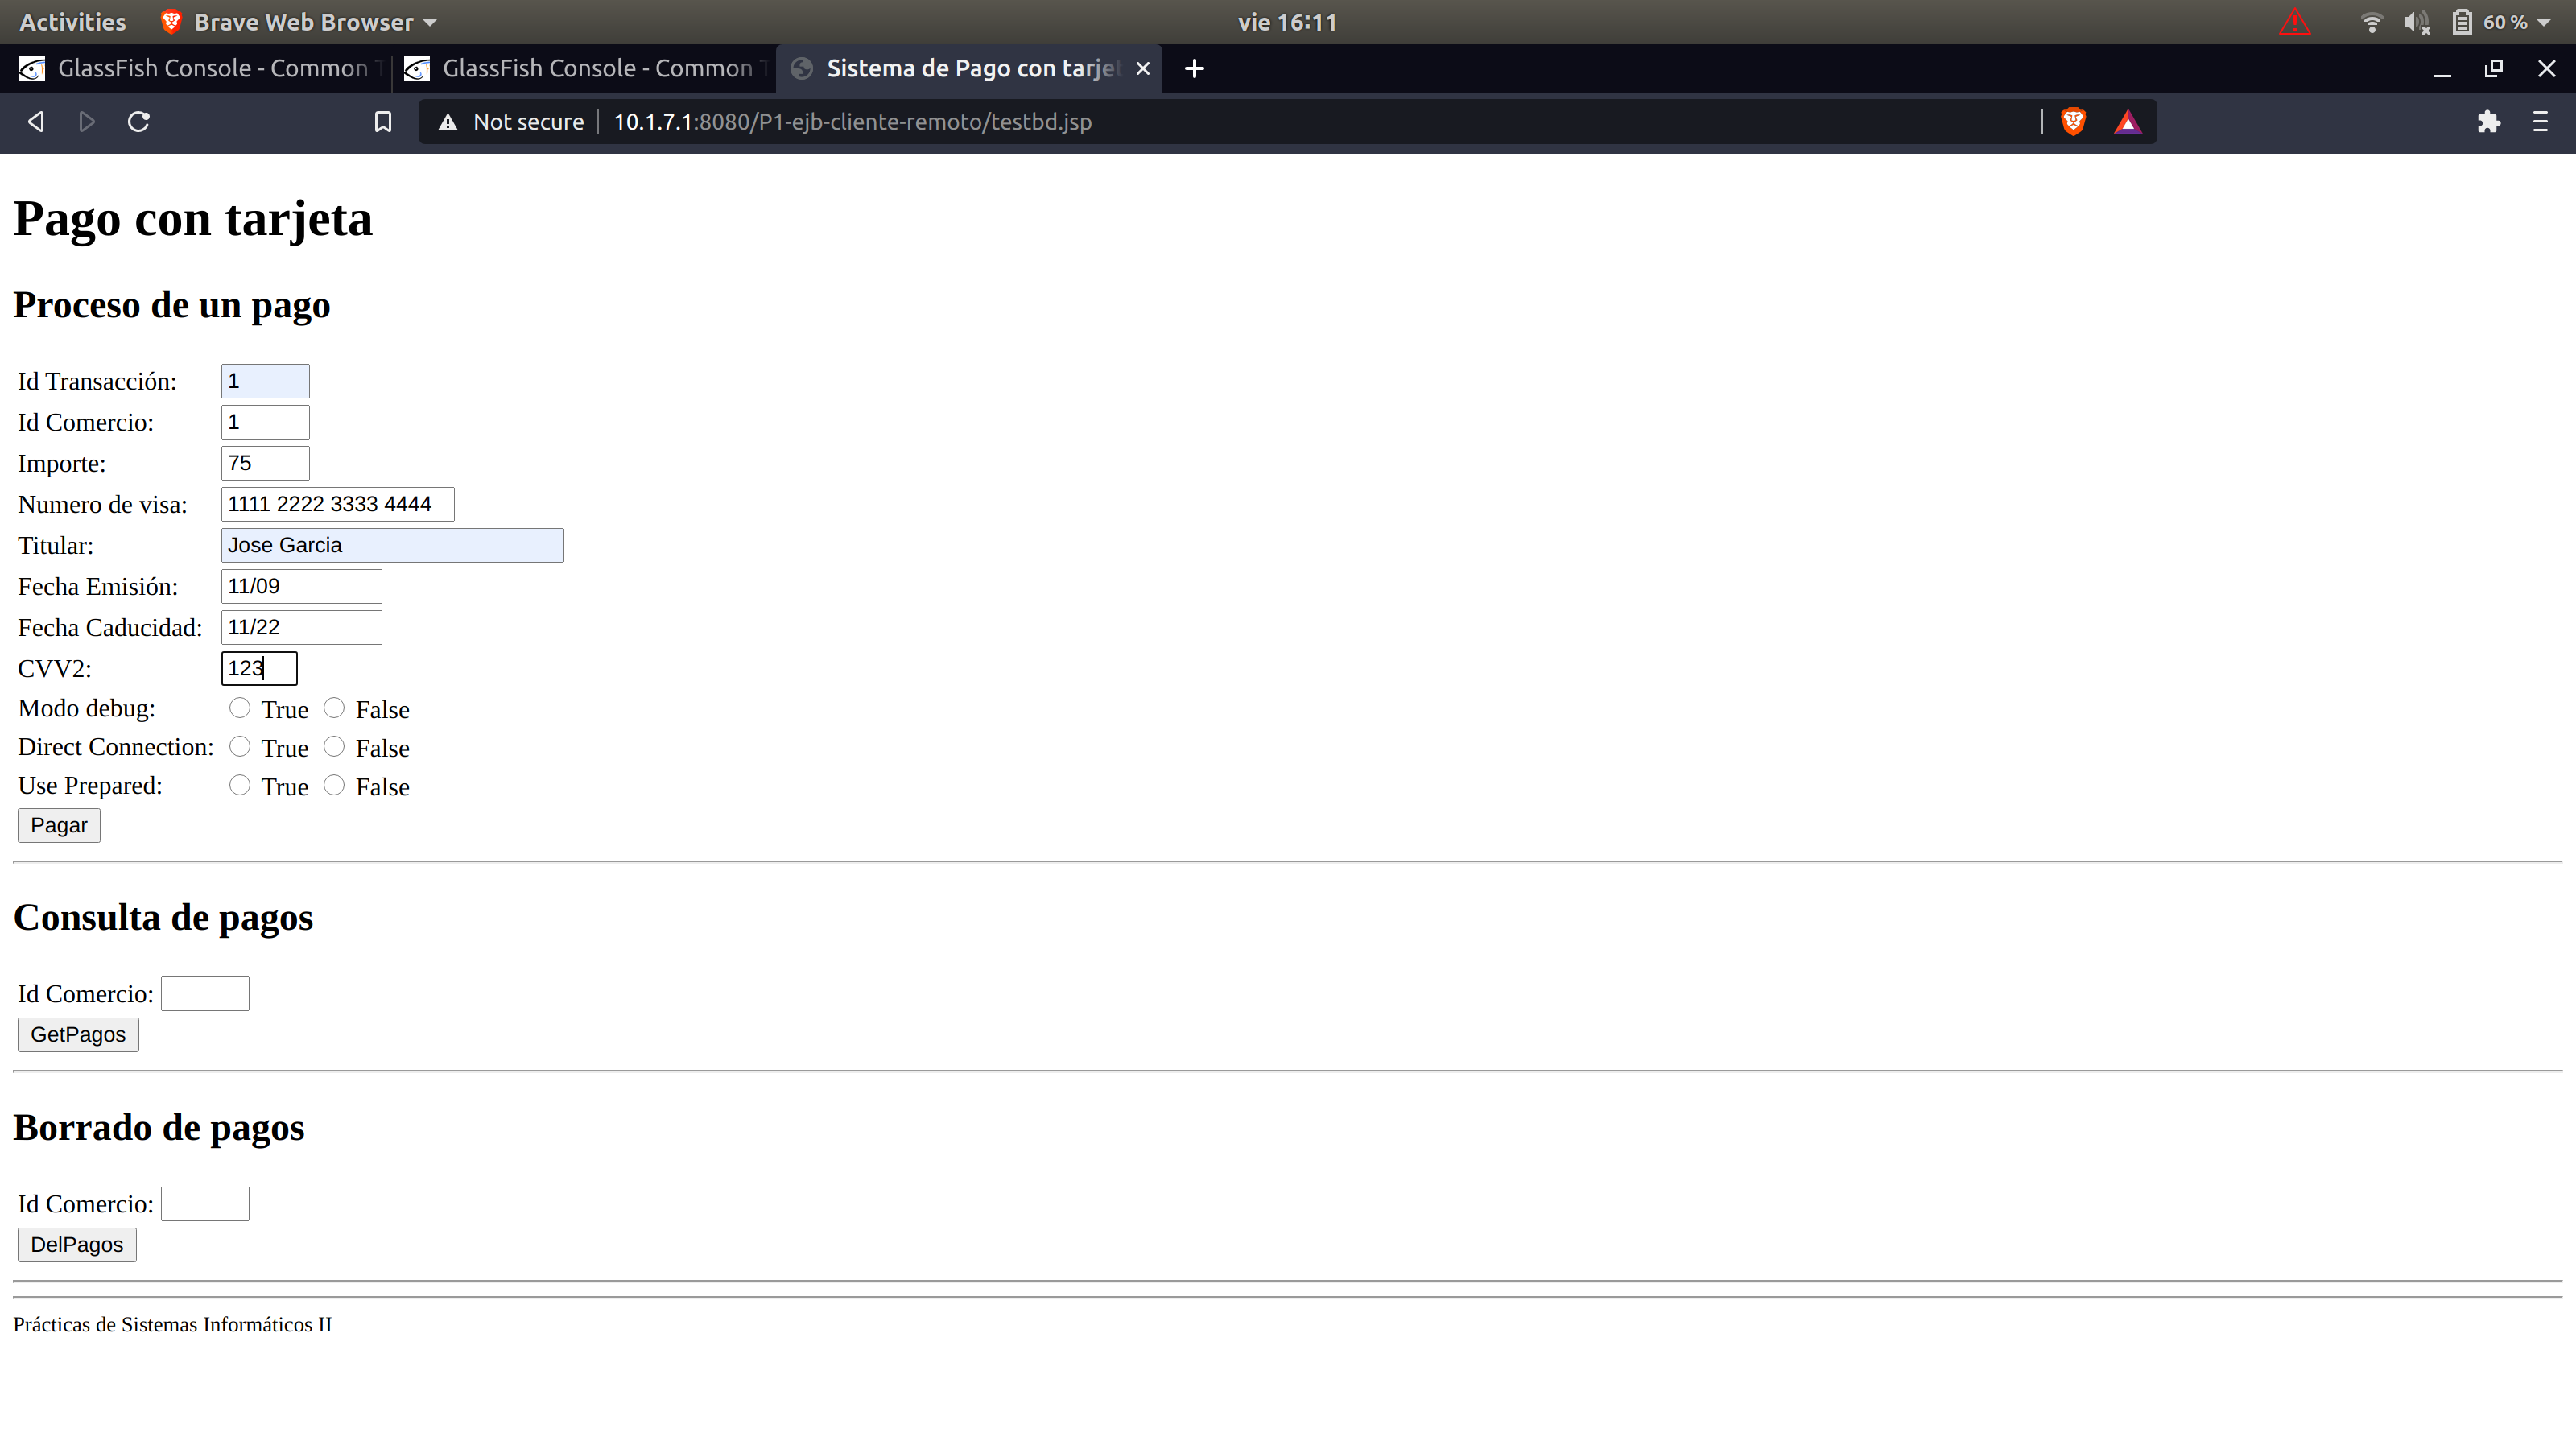 Activities Brave Web Browser vie 16:11 60 %
GlassFish Console - Common T GlassFish Console - Common T Sistema de Pago con tarjet
Not secure 10.1.7.1:8080/P1-ejb-cliente-remoto/testbd.jsp
Pago con tarjeta
Proceso de un pago
Id Transacción: 1
Id Comercio: 1
Importe: 75
Numero de visa: 1111 2222 3333 4444
Titular: Jose Garcia
Fecha Emisión: 11/09
Fecha Caducidad: 11/22
CVV2: 123
Modo debug: True False
Direct Connection: True False
Use Prepared: True False
Pagar
Consulta de pagos
Id Comercio:
GetPagos
Borrado de pagos
Id Comercio:
DelPagos
Prácticas de Sistemas Informáticos II